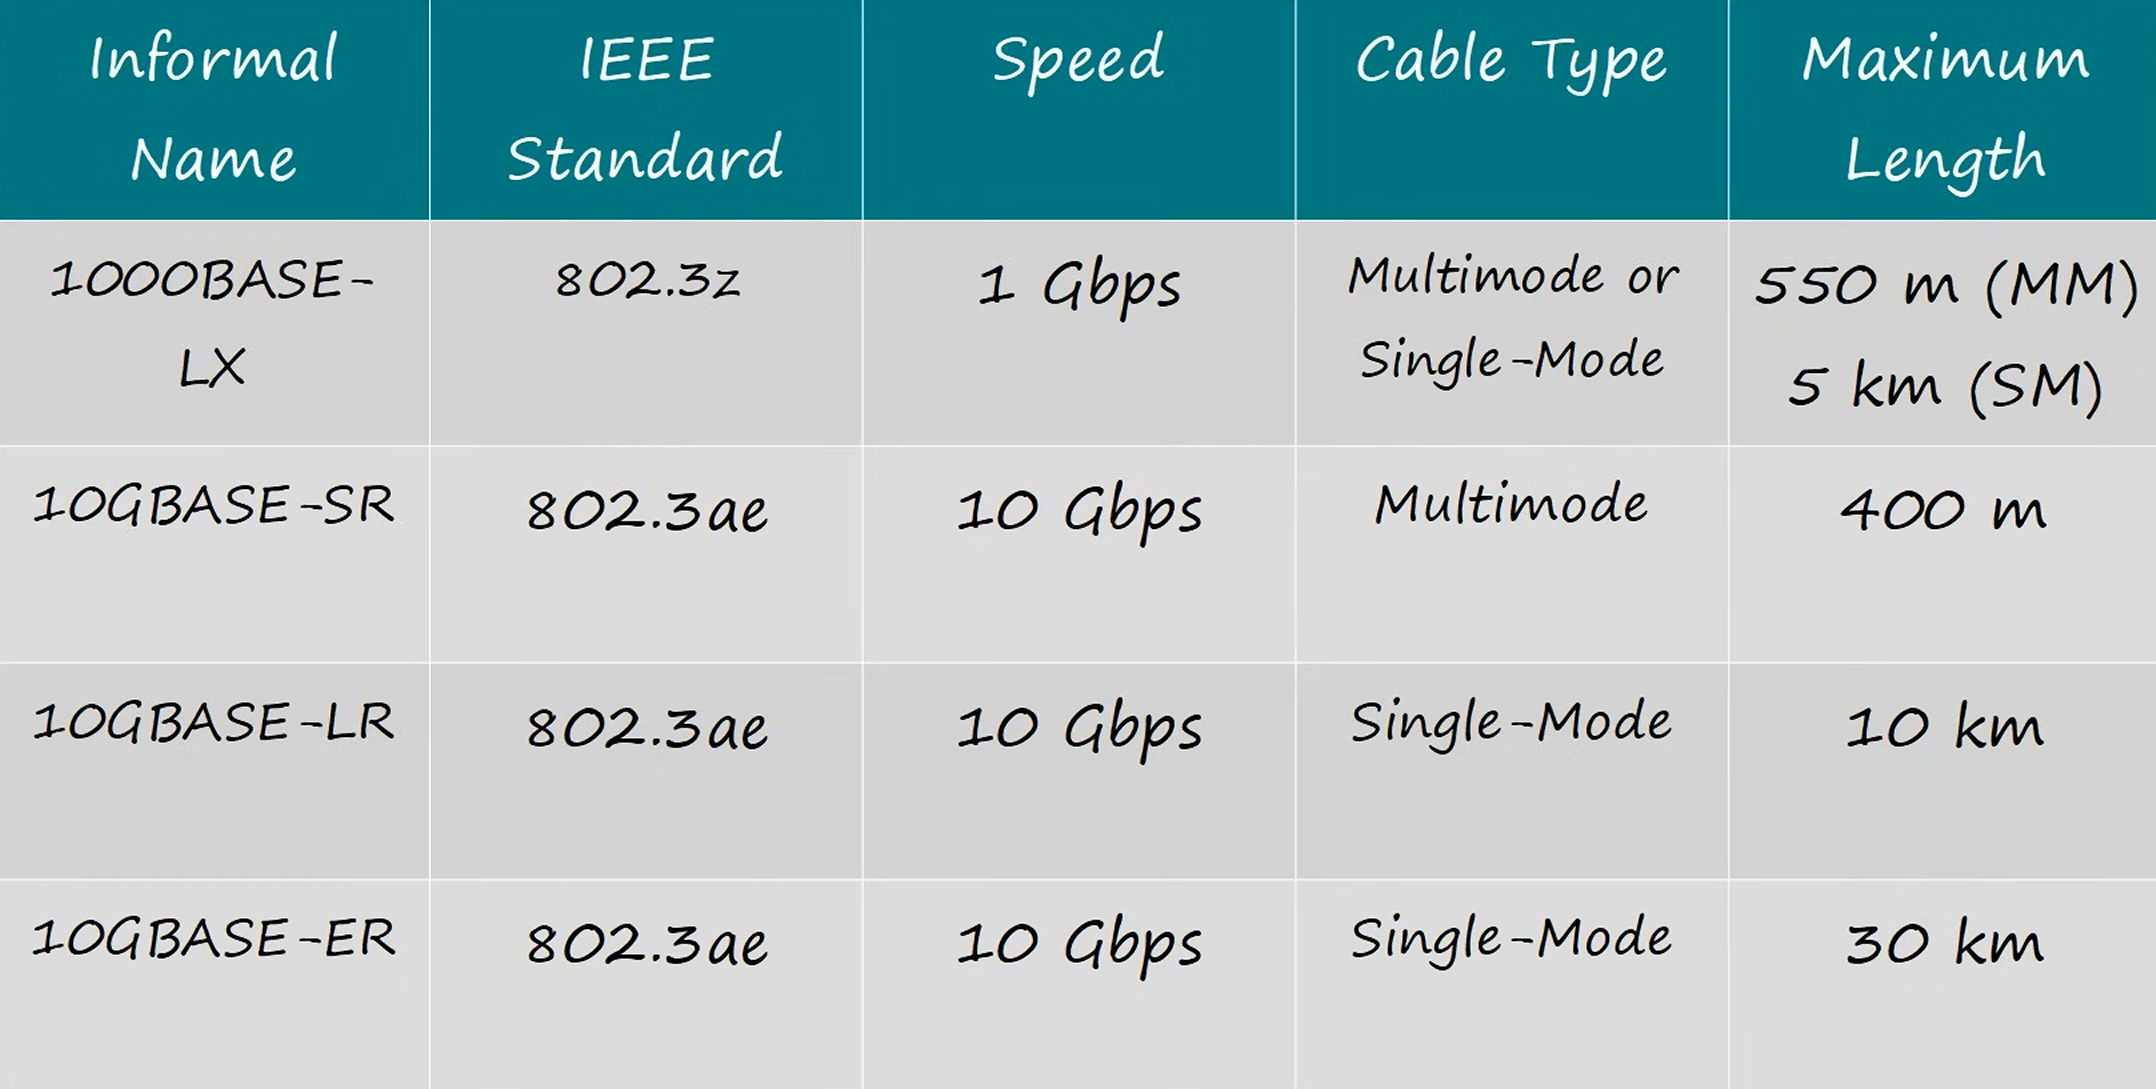 Informal
Name
IEEE
Standard
Speed
Cable Type
Maximum
Length
1000BASE-
LX
802.3z
1 Gbps
Multimode or
Single-Mode
550 m (MM)
5 km (SM)
10GBASE-SR
802.3ae
10 Gbps
Multimode
400 m
10GBASE-LR
802.3ae
10 Gbps
Single-Mode
10 km
10GBASE-ER
802.3ae
10 Gbps
Single-Mode
30 km